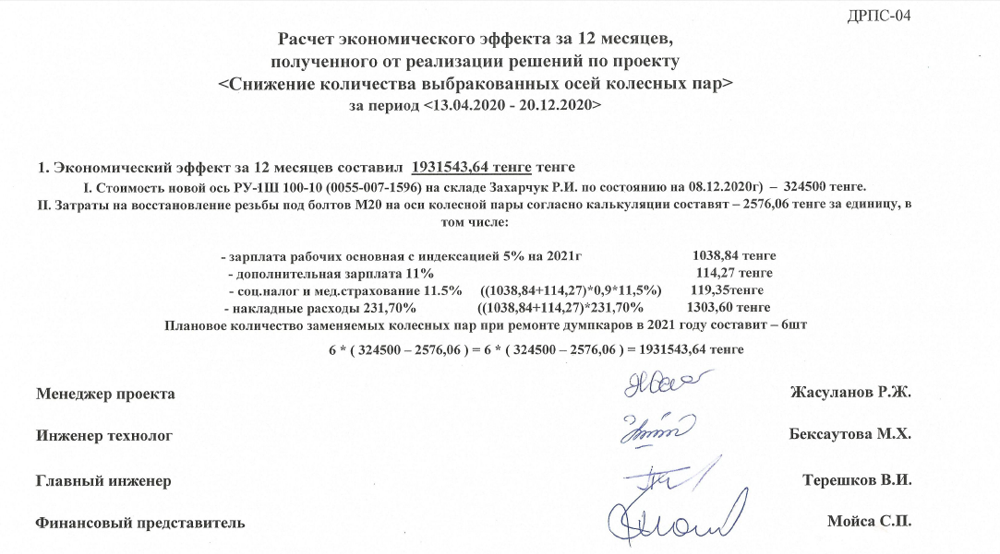 ДРПС-04
Расчет экономического эффекта за 12 месяцев,
полученного от реализации решений по проекту
<Снижение количества выбракованных осей колесных пар>
за период <13.04.2020 - 20.12.2020>
1. Экономический эффект за 12 месяцев составил 1931543,64 тенге тенге
I. Стоимость новой ось РУ-1Ш 100-10 (0055-007-1596) на складе Захарчук Р.И. по состоянию на 08.12.2020г) – 324500 тенге.
II. Затраты на восстановление резьбы под болтов М20 на оси колесной пары согласно калькуляции составят – 2576,06 тенге за единицу, в
том числе:
- зарплата рабочих основная с индексацией 5% на 2021г 1038,84 тенге
- дополнительная зарплата 11% 114,27 тенге
- соц.налог и мед.страхование 11.5% ((1038,84+114,27)*0,9*11,5%) 119,35тенге
- накладные расходы 231,70% ((1038,84+114,27)*231,70% 1303,60 тенге
Плановое количество заменяемых колесных пар при ремонте думпкаров в 2021 году составит – 6шт
6 * ( 324500 – 2576,06 ) = 6 * ( 324500 – 2576,06 ) = 1931543,64 тенге
Менеджер проекта Жасуланов Р.Ж.
Инженер технолог Бексаутова М.Х.
Главный инженер Терешков В.И.
Финансовый представитель Мойса С.П.